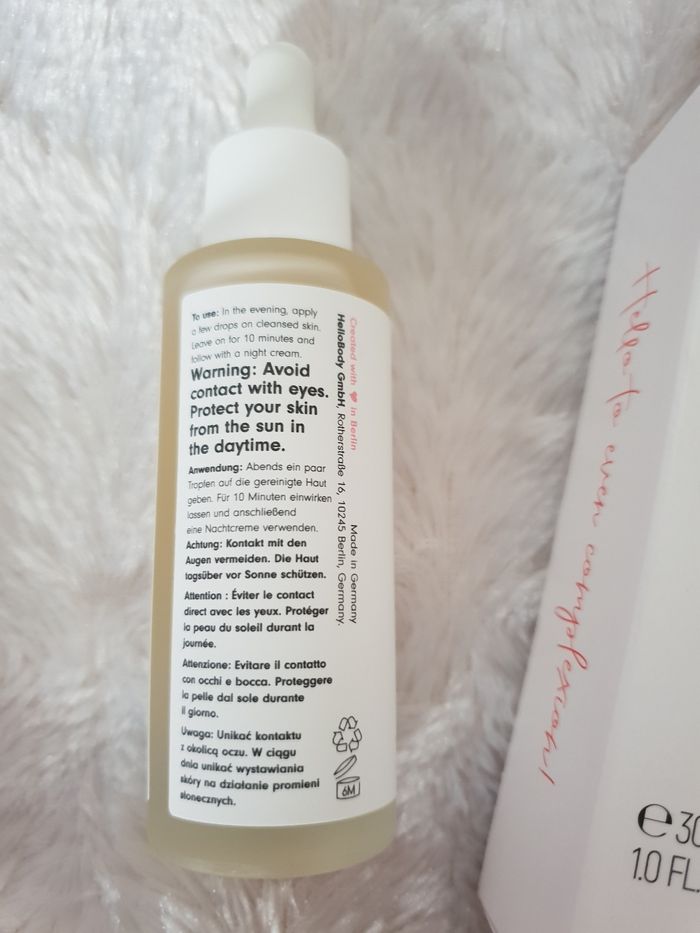 To use: In the evening, apply
a few drops on cleansed skin.
Leave on for 10 minutes and
follow with a night cream.
Warning: Avoid
contact with eyes.
Protect your skin
from the sun in
the daytime.
Anwendung: Abends ein paar
Tropfen auf die gereinigte Haut
geben. Für 10 Minuten einwirken
lassen und anschließend
eine Nachtcreme verwenden.
Achtung: Kontakt mit den
Augen vermeiden. Die Haut
tagsüber vor Sonne schützen.
Attention : Éviter le contact
direct avec les yeux. Protéger
la peau du soleil durant la
journée.
Attenzione: Evitare il contatto
con occhi e bocca. Proteggere
la pelle dal sole durante
il giorno.
Uwaga: Unikać kontaktu
z okolicą oczu. W ciągu
dnia unikać wystawiania
skóry na działanie promieni
słonecznych.
Created with ❤ in Berlin
Made in Germany
HelloBody GmbH, Rotherstraße 16, 10245 Berlin, Germany.
6M
Hello to even complexion!
℮ 30
1.0 FL.